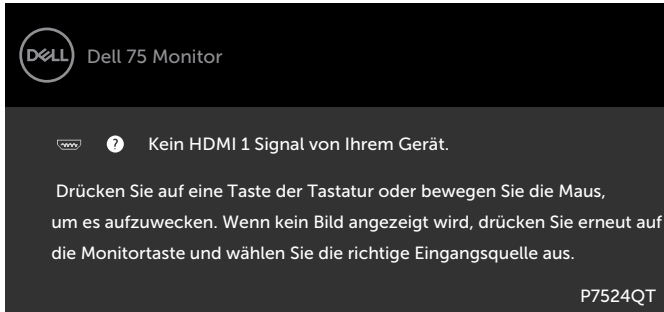 DELL Dell 75 Monitor
? Kein HDMI 1 Signal von Ihrem Gerät.
Drücken Sie auf eine Taste der Tastatur oder bewegen Sie die Maus,
um es aufzuwecken. Wenn kein Bild angezeigt wird, drücken Sie erneut auf
die Monitortaste und wählen Sie die richtige Eingangsquelle aus.
P7524QT